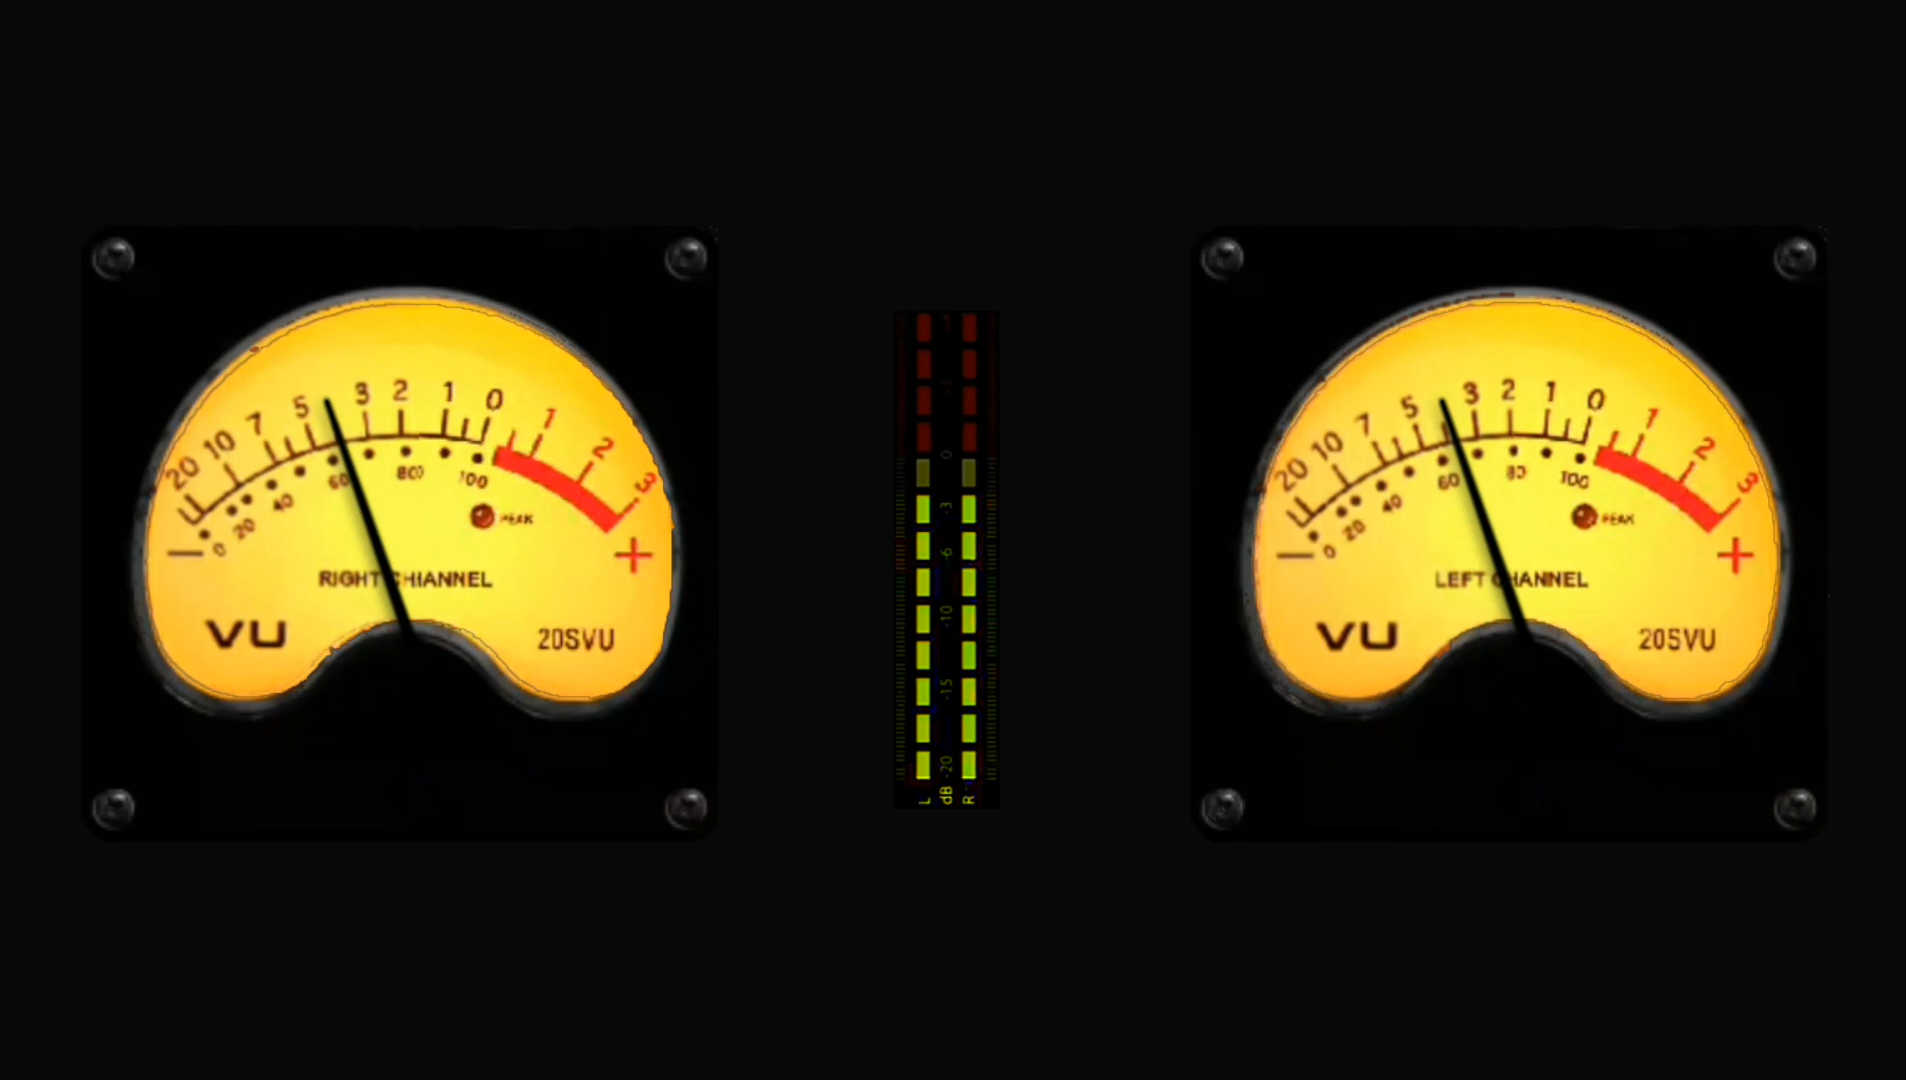 20 10 7 5 3 2 1 0 1 2 3
0 20 40 60 800 100
PEAK
− +
RIGHT CHIANNEL
VU 20SVU
0
-3
-6
-10
-15
-20
L dB R
20 10 7 5 3 2 1 0 1 2 3
0 20 40 60 80 100
PEAK
− +
LEFT CHANNEL
VU 20SVU